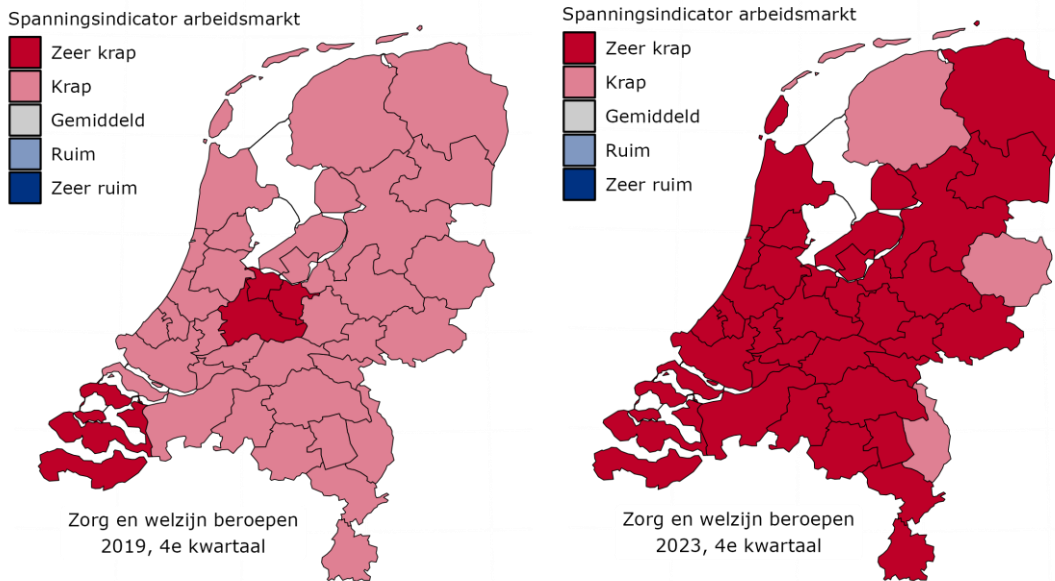 Spanningsindicator arbeidsmarkt
Zeer krap
Krap
Gemiddeld
Ruim
Zeer ruim
Zorg en welzijn beroepen
2019, 4e kwartaal
Spanningsindicator arbeidsmarkt
Zeer krap
Krap
Gemiddeld
Ruim
Zeer ruim
Zorg en welzijn beroepen
2023, 4e kwartaal